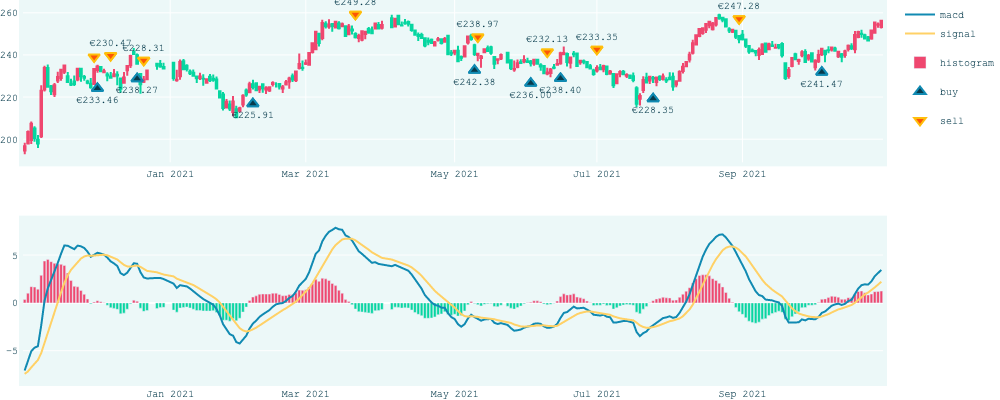 €249.28
€247.28
260
240
220
200
€230.47
€228.31
€233.46
€238.27
€225.91
€238.97
€242.38
€232.13
€233.35
€236.00
€238.40
€228.35
€241.47
Jan 2021
Mar 2021
May 2021
Jul 2021
Sep 2021
macd
signal
histogram
buy
sell
5
0
−5
Jan 2021
Mar 2021
May 2021
Jul 2021
Sep 2021